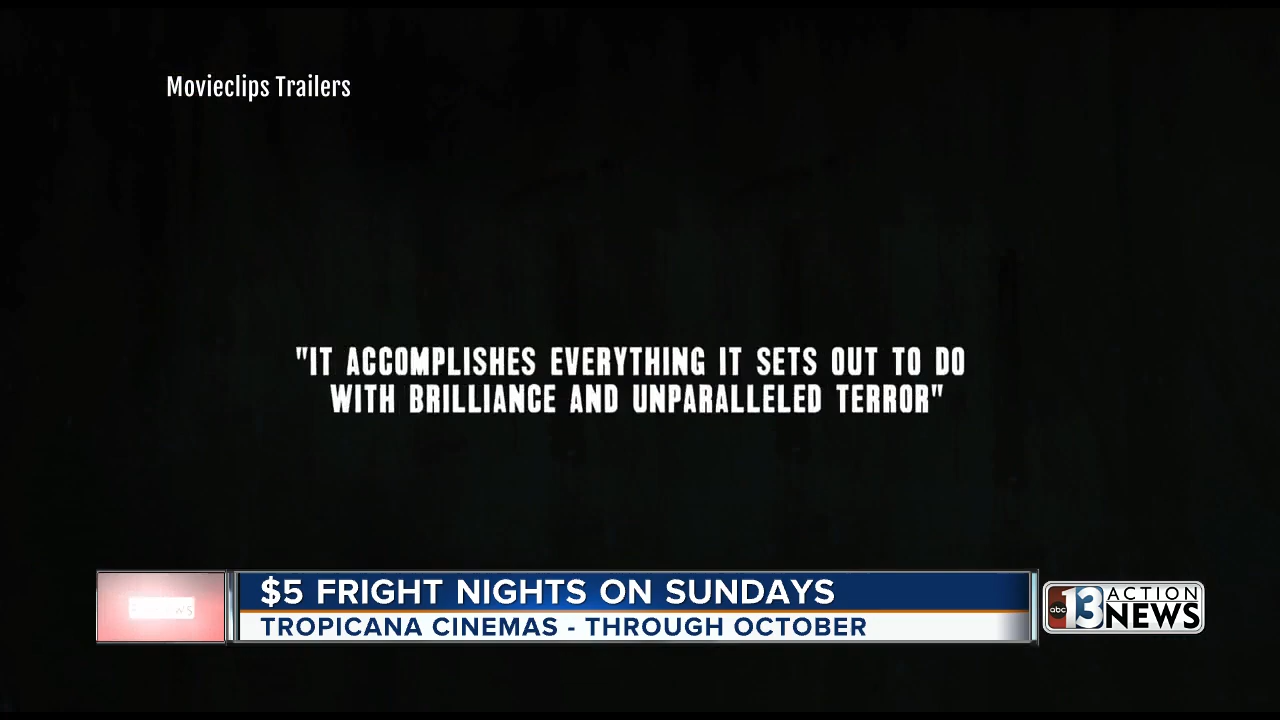 Movieclips Trailers
"IT ACCOMPLISHES EVERYTHING IT SETS OUT TO DO
WITH BRILLIANCE AND UNPARALLELED TERROR"
$5 FRIGHT NIGHTS ON SUNDAYS
TROPICANA CINEMAS - THROUGH OCTOBER
abc 13 ACTION
NEWS